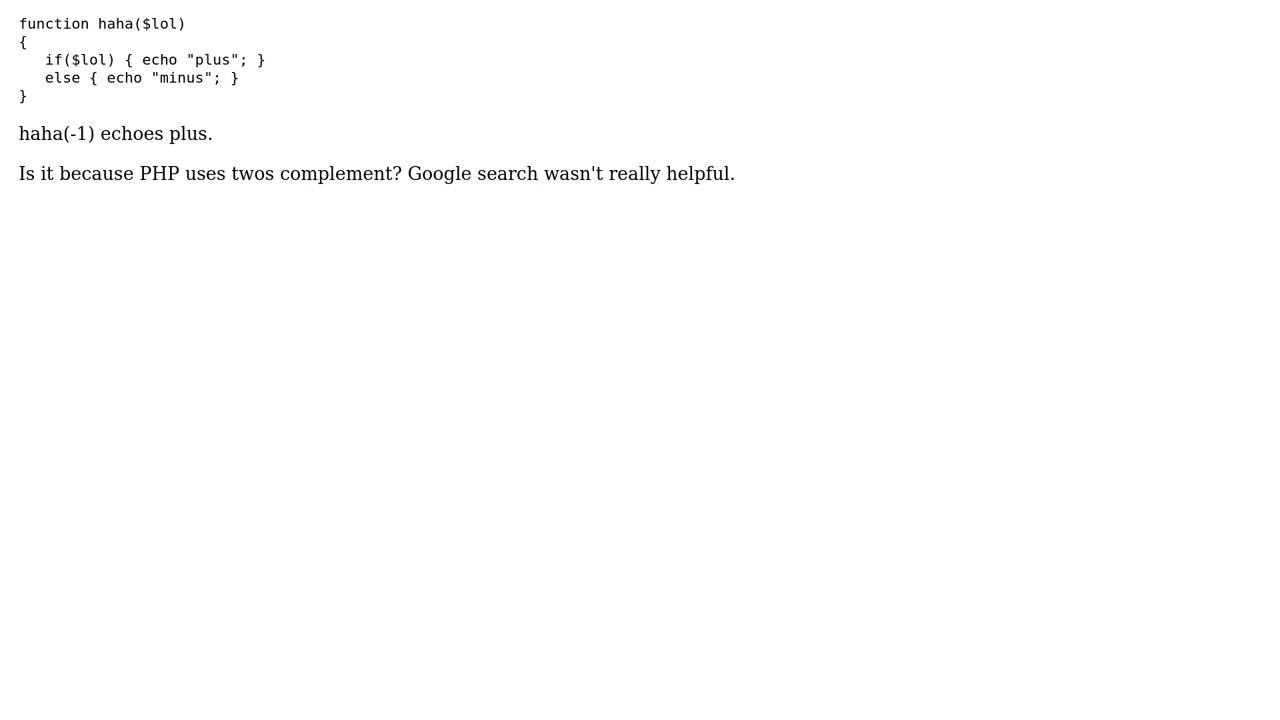 function haha($lol)
{
   if($lol) { echo "plus"; }
   else { echo "minus"; }
}
haha(-1) echoes plus.
Is it because PHP uses twos complement? Google search wasn't really helpful.